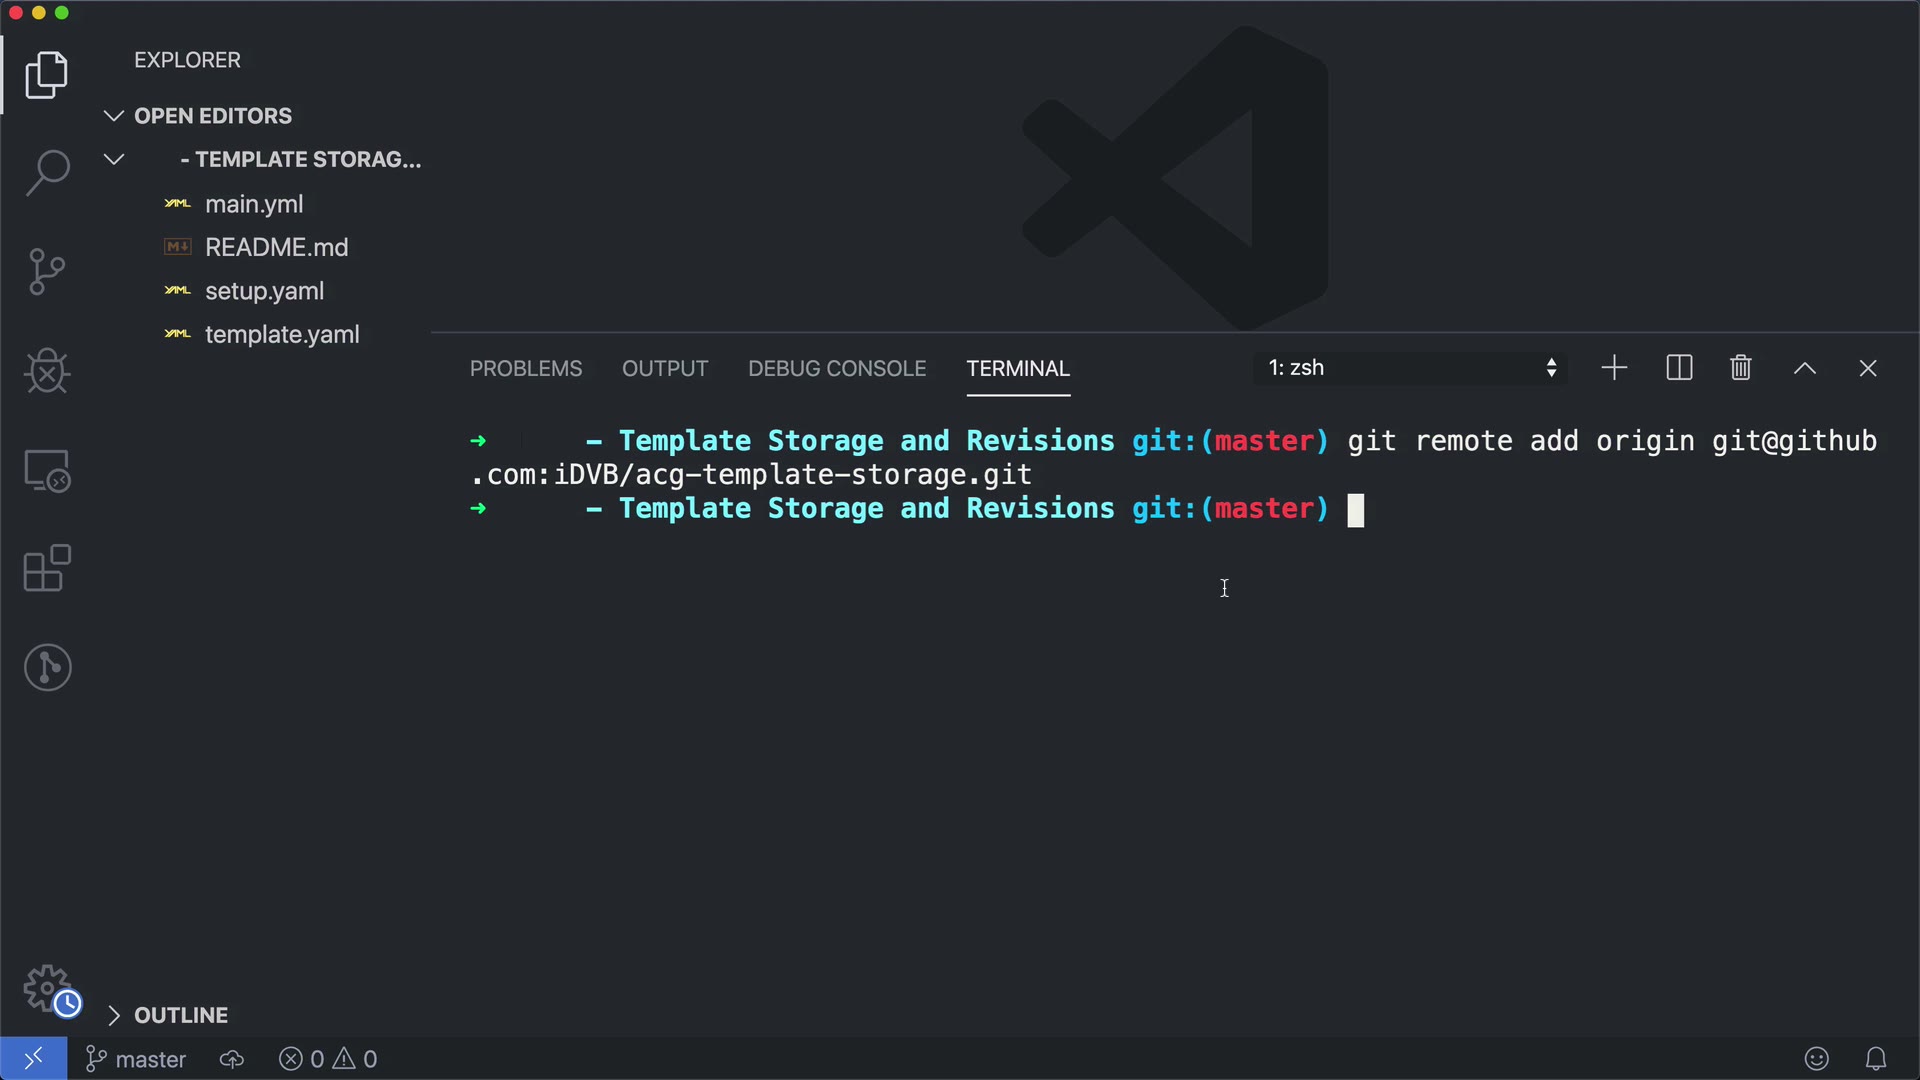 EXPLORER
OPEN EDITORS
- TEMPLATE STORAG...
main.yml
README.md
setup.yaml
template.yaml
PROBLEMS OUTPUT DEBUG CONSOLE TERMINAL 1: zsh
➜ – Template Storage and Revisions git:(master) git remote add origin git@github
.com:iDVB/acg-template-storage.git
➜ – Template Storage and Revisions git:(master)
OUTLINE
master 0 0